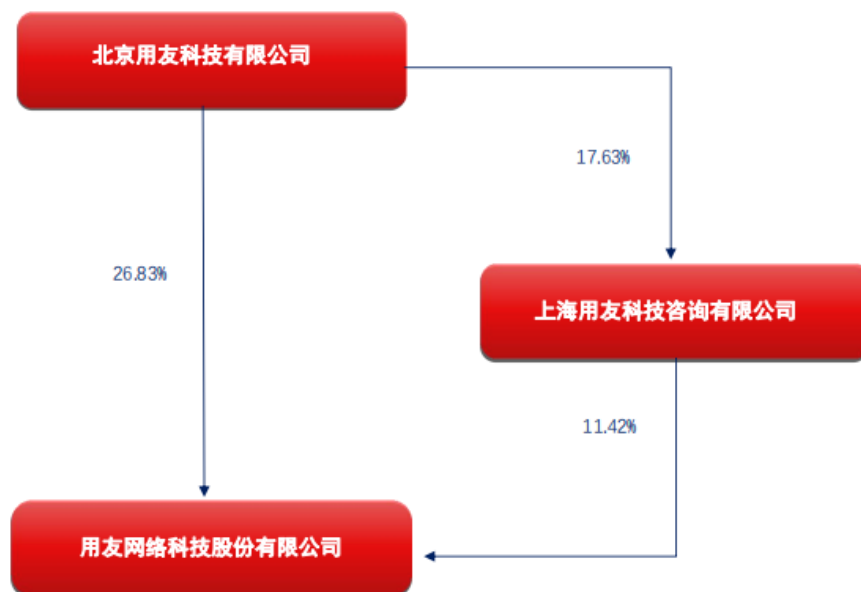 北京用友科技有限公司
17.63%
26.83%
上海用友科技咨询有限公司
11.42%
用友网络科技股份有限公司